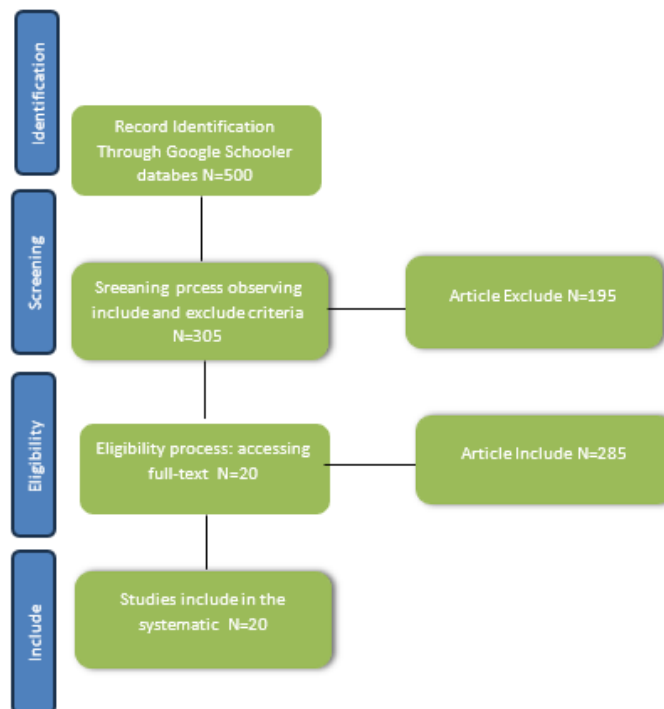 Identification
Record Identification
Through Google Schooler
databes N=500
Screening
Sreeaning prcess observing
include and exclude criteria
N=305
Article Exclude N=195
Eligibility
Eligibility process: accessing
full-text N=20
Article Include N=285
Include
Studies include in the
systematic N=20